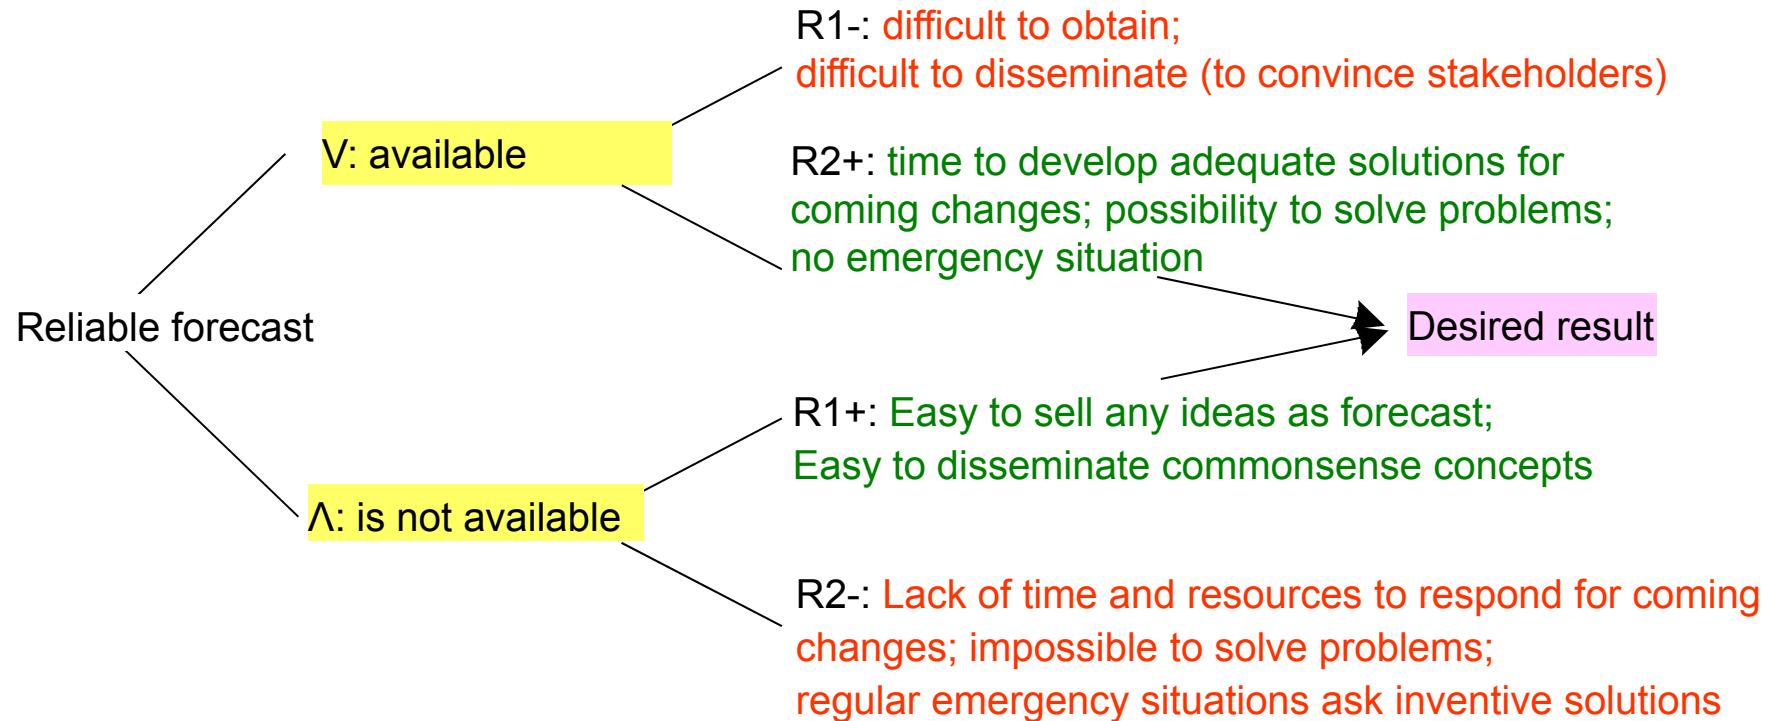 R1-: difficult to obtain;
difficult to disseminate (to convince stakeholders)
V: available
R2+: time to develop adequate solutions for
coming changes; possibility to solve problems;
no emergency situation
Reliable forecast
Desired result
R1+: Easy to sell any ideas as forecast;
Easy to disseminate commonsense concepts
Λ: is not available
R2-: Lack of time and resources to respond for coming
changes; impossible to solve problems;
regular emergency situations ask inventive solutions